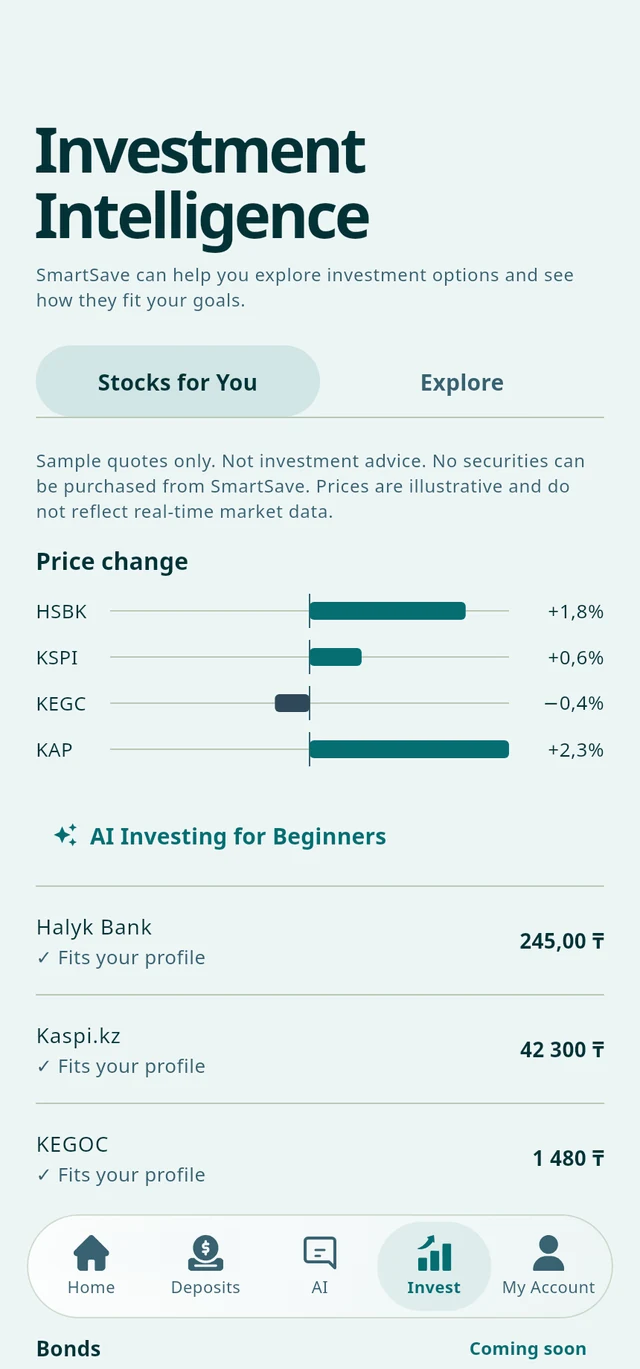 Investment
Intelligence
SmartSave can help you explore investment options and see
how they fit your goals.
Stocks for You
Explore
Sample quotes only. Not investment advice. No securities can
be purchased from SmartSave. Prices are illustrative and do
not reflect real-time market data.
Price change
HSBK +1,8%
KSPI +0,6%
KEGC −0,4%
KAP +2,3%
AI Investing for Beginners
Halyk Bank
✓ Fits your profile
245,00 ₸
Kaspi.kz
✓ Fits your profile
42 300 ₸
KEGOC
✓ Fits your profile
1 480 ₸
$
Home
Deposits
AI
Invest
My Account
Bonds
Coming soon